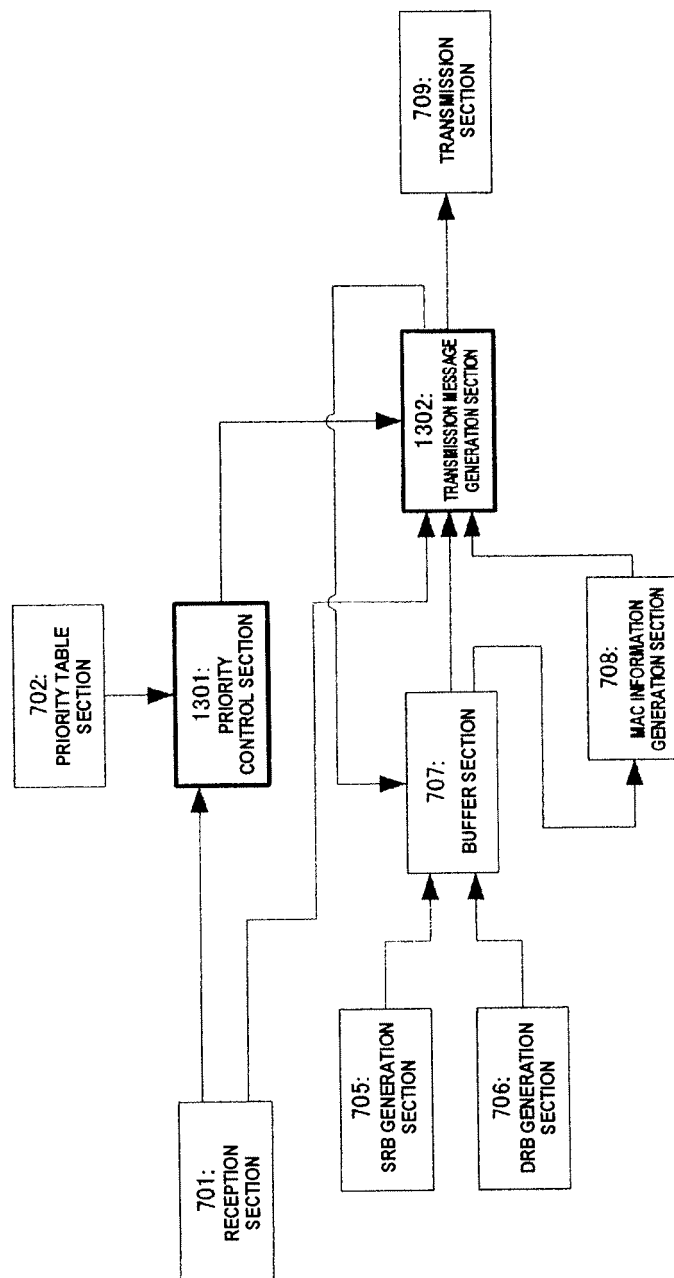 702:
PRIORITY TABLE
SECTION
701:
RECEPTION
SECTION
1301:
PRIORITY
CONTROL SECTION
705:
SRB GENERATION
SECTION
706:
DRB GENERATION
SECTION
707:
BUFFER SECTION
708:
MAC INFORMATION
GENERATION SECTION
1302:
TRANSMISSION MESSAGE
GENERATION SECTION
709:
TRANSMISSION
SECTION